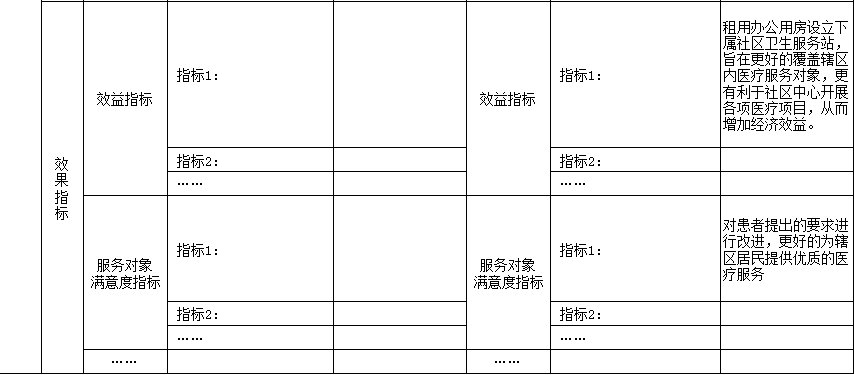 效果指标
效益指标
指标1：
效益指标
指标1：
租用办公用房设立下
属社区卫生服务站，
旨在更好的覆盖辖区
内医疗服务对象，更
有利于社区中心开展
各项医疗项目，从而
增加经济效益。
指标2：
指标2：
……
……
服务对象
满意度指标
指标1：
服务对象
满意度指标
指标1：
对患者提出的要求进
行改进，更好的为辖
区居民提供优质的医
疗服务
指标2：
指标2：
……
……
……
……